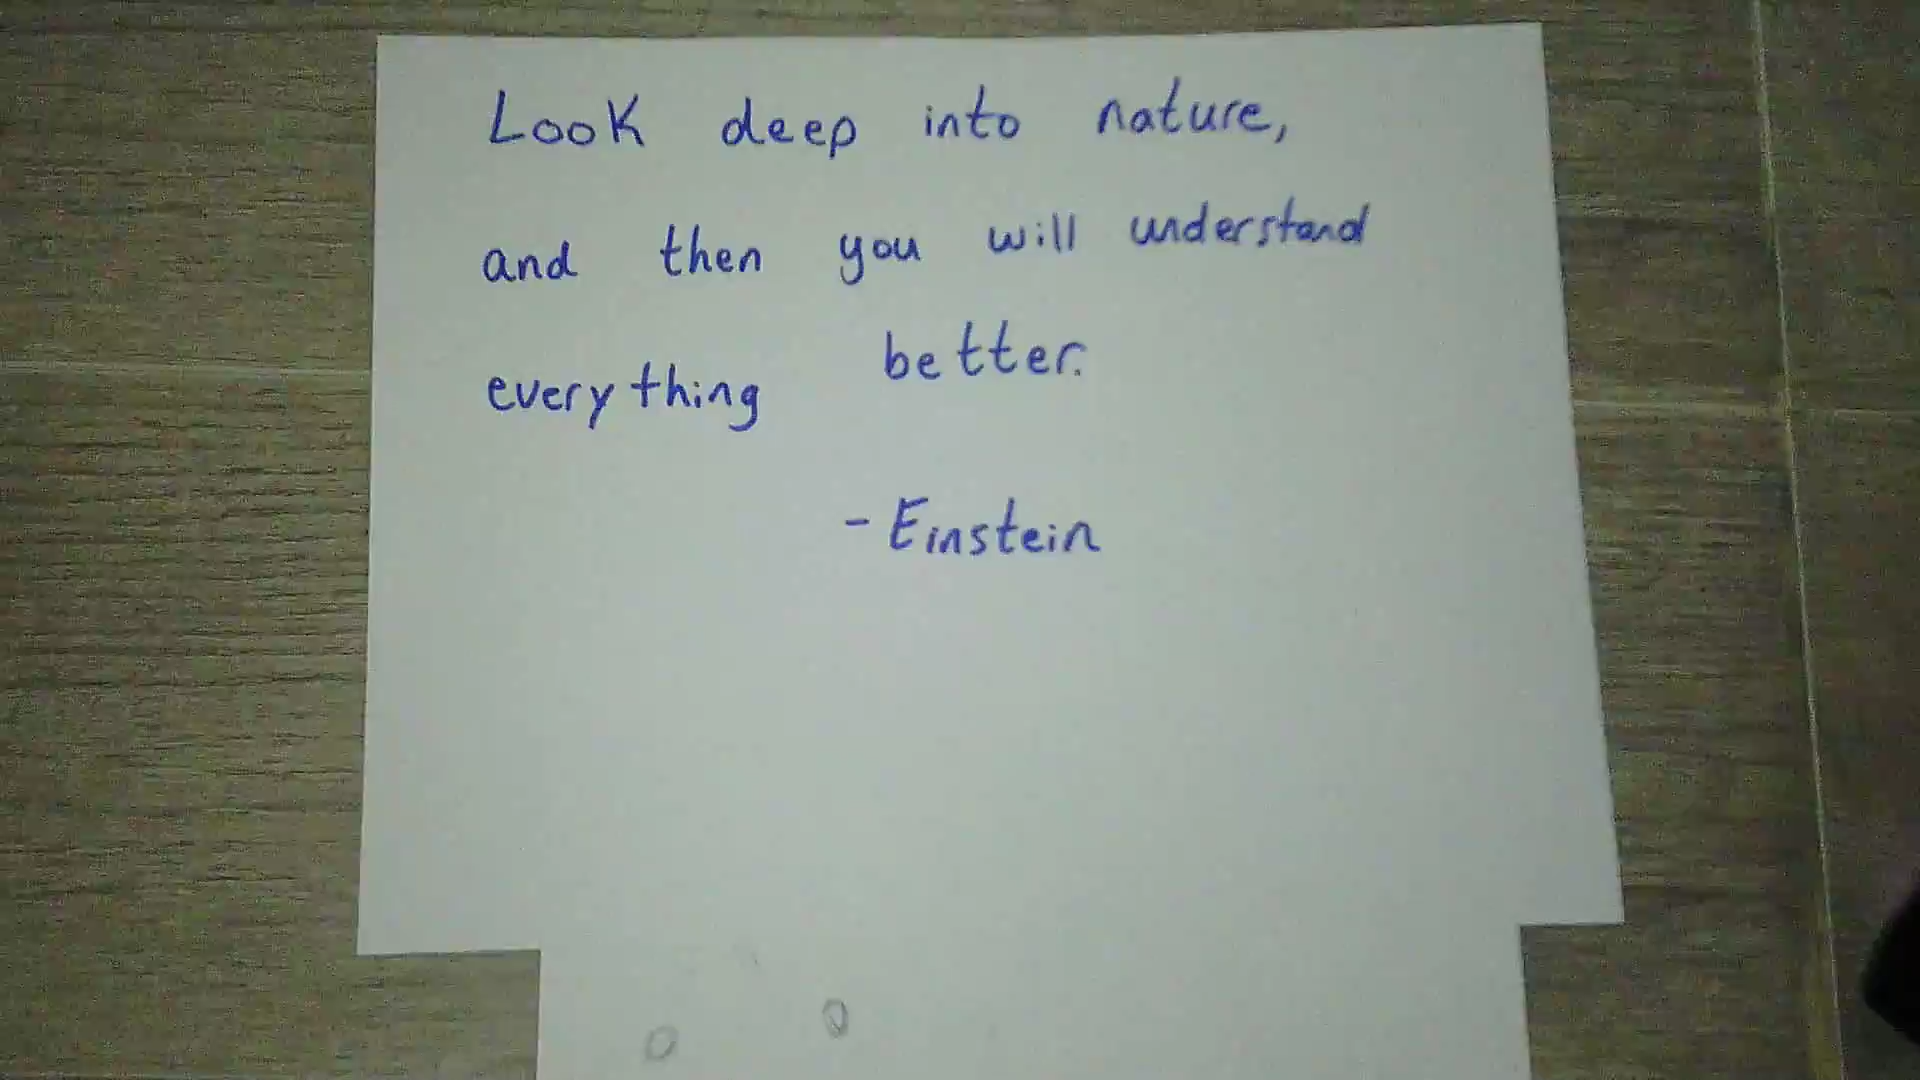 Look deep into nature,
and then you will understand
everything better.
- Einstein